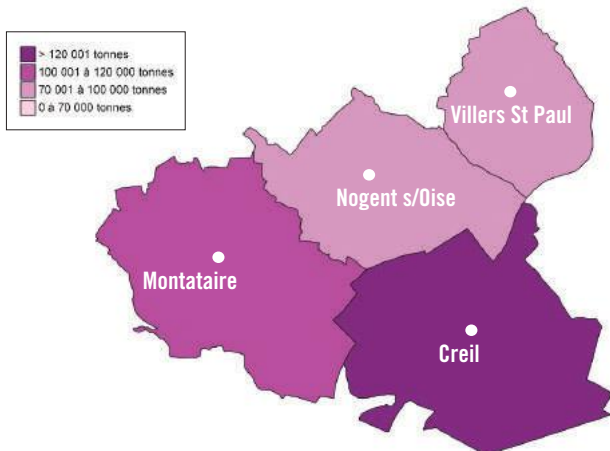 > 120 001 tonnes
100 001 à 120 000 tonnes
70 001 à 100 000 tonnes
0 à 70 000 tonnes
Villers St Paul
Nogent s/Oise
Montataire
Creil